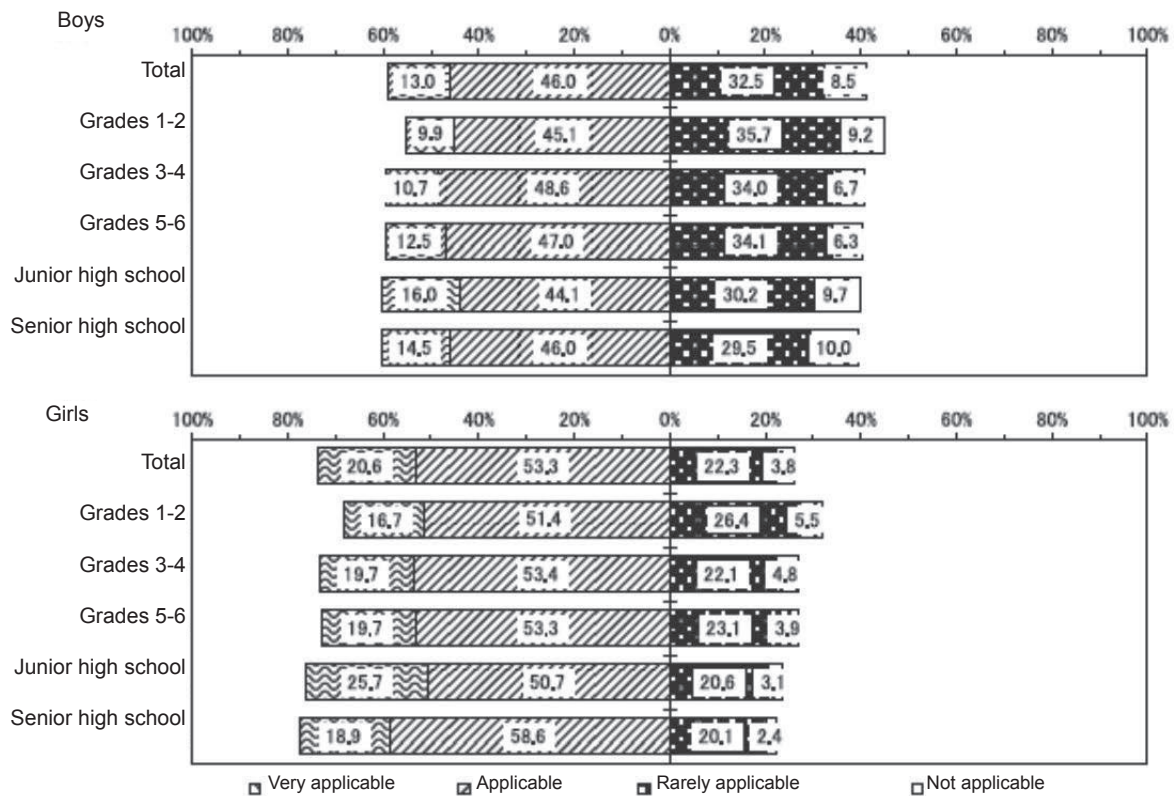 Boys
100% 80% 60% 40% 20% 0% 20% 40% 60% 80% 100%
Total 13.0 46.0 32.5 8.5
Grades 1-2 9.9 45.1 35.7 9.2
Grades 3-4 10.7 48.6 34.0 6.7
Grades 5-6 12.5 47.0 34.1 6.3
Junior high school 16.0 44.1 30.2 9.7
Senior high school 14.5 46.0 29.5 10.0
Girls
100% 80% 60% 40% 20% 0% 20% 40% 60% 80% 100%
Total 20.6 53.3 22.3 3.8
Grades 1-2 16.7 51.4 26.4 5.5
Grades 3-4 19.7 53.4 22.1 4.8
Grades 5-6 19.7 53.3 23.1 3.9
Junior high school 25.7 50.7 20.6 3.1
Senior high school 18.9 58.6 20.1 2.4
Very applicable Applicable Rarely applicable Not applicable